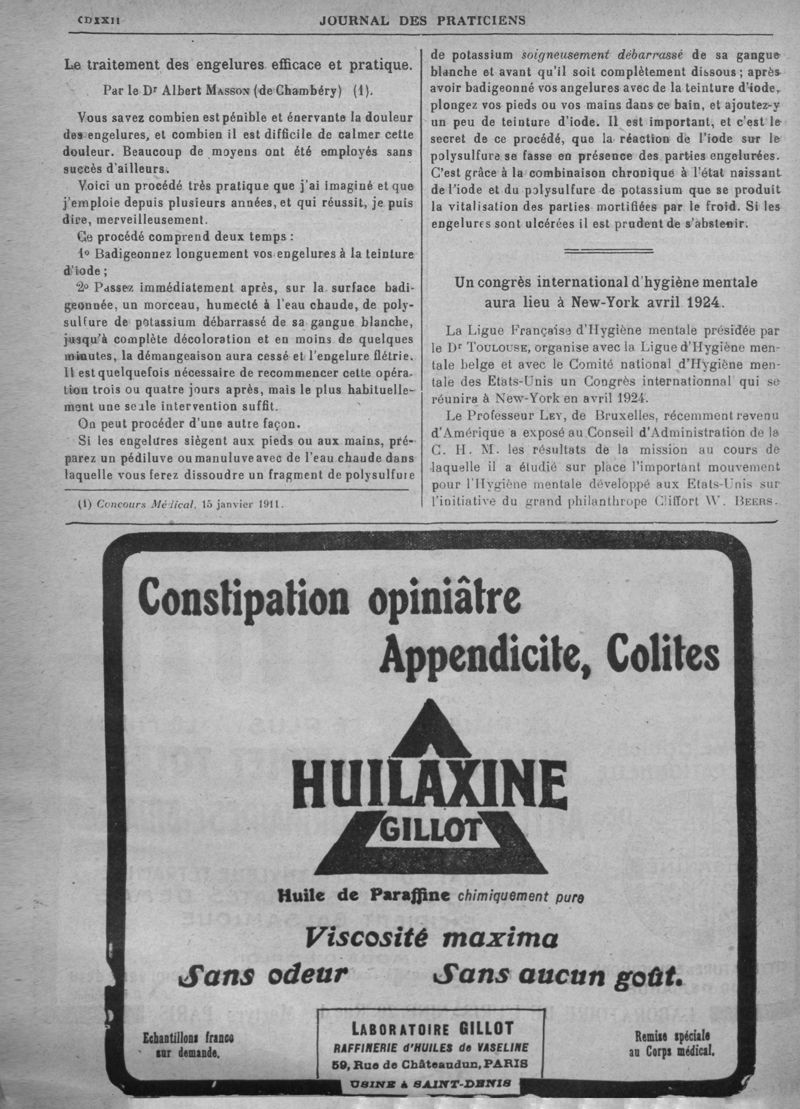 CDXXII
JOURNAL DES PRATICIENS
Le traitement des engelures efficace et pratique.
Par le Dr Albert MASSON (de Chambéry) (1).
Vous savez combien est pénible et énervante la douleur
des engelures, et combien il est difficile de calmer cette
douleur. Beaucoup de moyens ont été employés sans
succès d'ailleurs.
Voici un procédé très pratique que j'ai imaginé et que
j'emploie depuis plusieurs années, et qui réussit, je puis
dire, merveilleusement.
Ce procédé comprend deux temps :
1o Badigeonnez longuement vos engelures à la teinture
d'iode ;
2o Passez immédiatement après, sur la surface badi-
geonnée, un morceau, humecté à l'eau chaude, de poly-
sulfure de potassium débarrassé de sa gangue blanche,
jusqu'à complète décoloration et en moins de quelques
minutes, la démangeaison aura cessé et l'engelure flétrie.
Il est quelquefois nécessaire de recommencer cette opéra-
tion trois ou quatre jours après, mais le plus habituelle-
ment une seule intervention suffit.
On peut procéder d'une autre façon.
Si les engelures siègent aux pieds ou aux mains, pré-
parez un pédiluve ou manuluve avec de l'eau chaude dans
laquelle vous ferez dissoudre un fragment de polysulfure
(1) Concours Médical, 15 janvier 1911.
de potassium soigneusement débarrassé de sa gangue
blanche et avant qu'il soit complètement dissous ; après
avoir badigeonné vos angelures avec de la teinture d'iode,
plongez vos pieds ou vos mains dans ce bain, et ajoutez-y
un peu de teinture d'iode. Il est important, et c'est le
secret de ce procédé, que la réaction de l'iode sur le
polysulfure se fasse en présence des parties engelurées.
C'est grâce à la combinaison chronique à l'état naissant
de l'iode et du polysulfure de potassium que se produit
la vitalisation des parties mortifiées par le froid. Si les
engelures sont ulcérées il est prudent de s'abstenir.
Un congrès international d'hygiène mentale
aura lieu à New-York avril 1924.
La Ligue Française d'Hygiène mentale présidée par
le Dr TOULOUSE, organise avec la Ligue d'Hygiène men-
tale belge et avec le Comité national d'Hygiène men-
tale des Etats-Unis un Congrès internationnal qui se
réunira à New-York en avril 1924.
Le Professeur LEY, de Bruxelles, récemment revenu
d'Amérique a exposé au Conseil d'Administration de la
C. H. M. les résultats de la mission au cours de
laquelle il a étudié sur place l'important mouvement
pour l'Hygiène mentale développé aux Etats-Unis sur
l'initiative du grand philanthrope Cliffort W. BEERS.
Constipation opiniâtre
Appendicite, Colites
HUILAXINE
GILLOT
Huile de Paraffine chimiquement pure
Viscosité maxima
Sans odeur Sans aucun goût.
Echantillons franco
sur demande.
LABORATOIRE GILLOT
RAFFINERIE d'HUILES de VASELINE
59, Rue de Châteaudun, PARIS
USINE à SAINT-DENIS
Remise spéciale
au Corps médical.